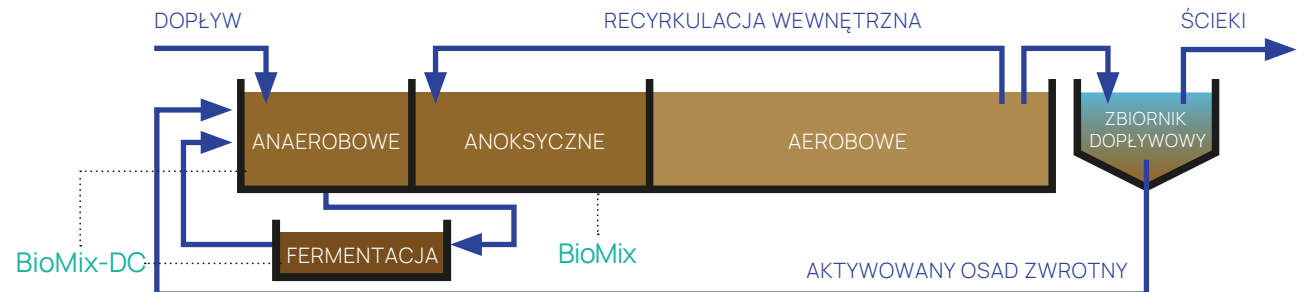 DOPŁYW
RECYRKULACJA WEWNĘTRZNA
ŚCIEKI
ANAEROBOWE
ANOKSYCZNE
AEROBOWE
ZBIORNIK
DOPŁYWOWY
FERMENTACJA
BioMix-DC
BioMix
AKTYWOWANY OSAD ZWROTNY